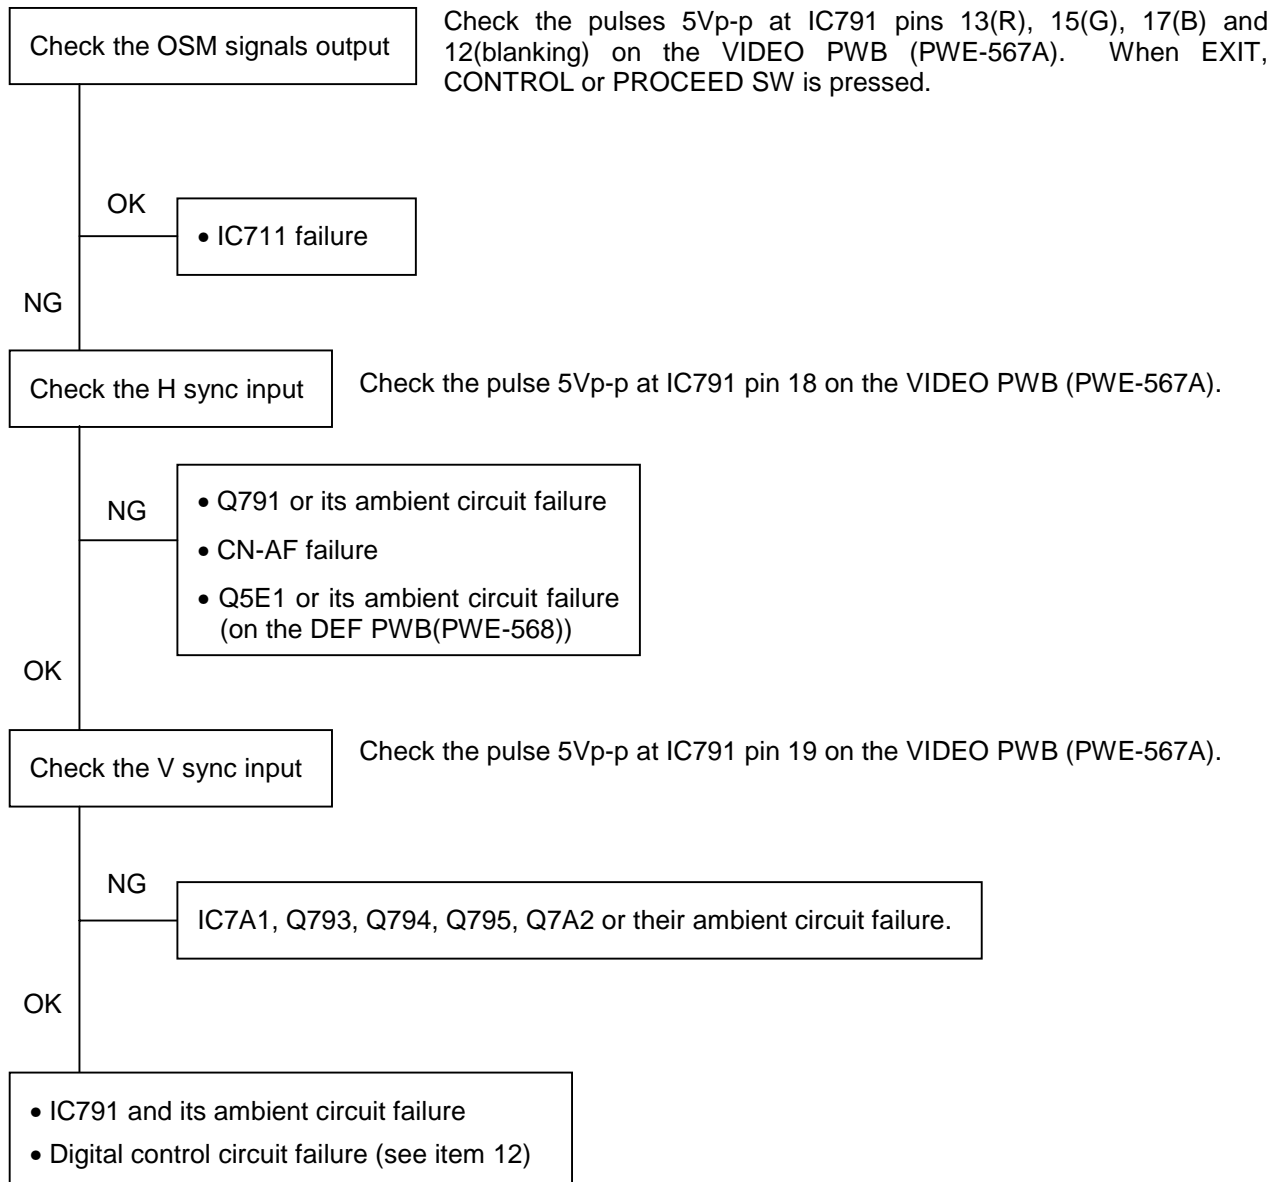 Check the OSM signals output
Check the pulses 5Vp-p at IC791 pins 13(R), 15(G), 17(B) and
12(blanking) on the VIDEO PWB (PWE-567A). When EXIT,
CONTROL or PROCEED SW is pressed.
OK
• IC711 failure
NG
Check the H sync input
Check the pulse 5Vp-p at IC791 pin 18 on the VIDEO PWB (PWE-567A).
NG
• Q791 or its ambient circuit failure
• CN-AF failure
• Q5E1 or its ambient circuit failure
(on the DEF PWB(PWE-568))
OK
Check the V sync input
Check the pulse 5Vp-p at IC791 pin 19 on the VIDEO PWB (PWE-567A).
NG
IC7A1, Q793, Q794, Q795, Q7A2 or their ambient circuit failure.
OK
• IC791 and its ambient circuit failure
• Digital control circuit failure (see item 12)